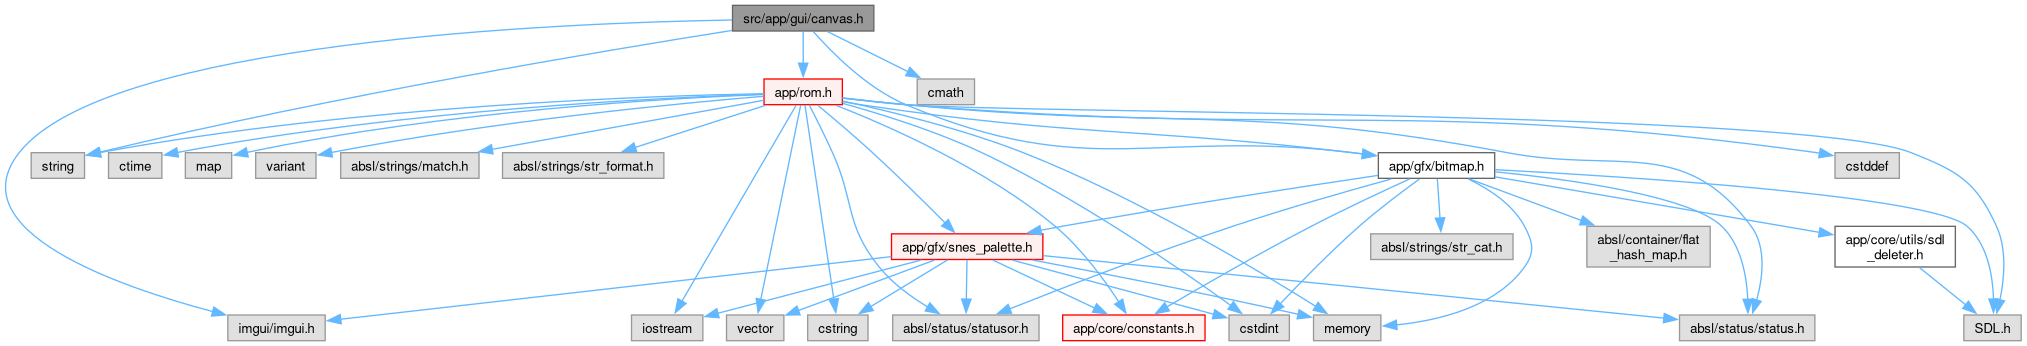 src/app/gui/canvas.h
app/rom.h
cmath
string
ctime
map
variant
absl/strings/match.h
absl/strings/str_format.h
app/gfx/bitmap.h
cstddef
app/gfx/snes_palette.h
absl/strings/str_cat.h
absl/container/flat
_hash_map.h
app/core/utils/sdl
_deleter.h
imgui/imgui.h
iostream
vector
cstring
absl/status/statusor.h
app/core/constants.h
cstdint
memory
absl/status/status.h
SDL.h